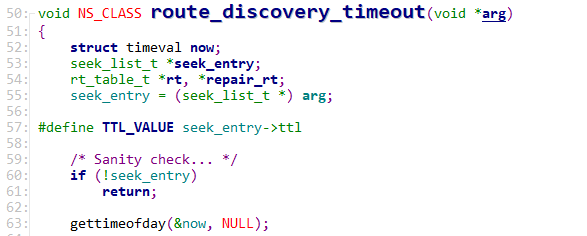 50: void NS_CLASS route_discovery_timeout(void *arg)
51: {
52:     struct timeval now;
53:     seek_list_t *seek_entry;
54:     rt_table_t *rt, *repair_rt;
55:     seek_entry = (seek_list_t *) arg;
56:
57: #define TTL_VALUE seek_entry->ttl
58:
59:     /* Sanity check... */
60:     if (!seek_entry)
61:         return;
62:
63:     gettimeofday(&now, NULL);